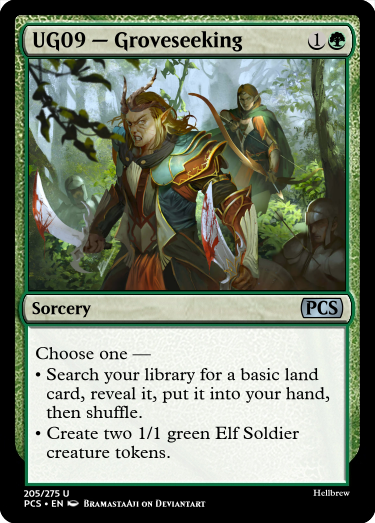 UG09 — Groveseeking 1
Sorcery PCS
Choose one —
• Search your library for a basic land
card, reveal it, put it into your hand,
then shuffle.
• Create two 1/1 green Elf Soldier
creature tokens.
205/275 U Hellbrew
PCS • EN BramastaAji on Deviantart